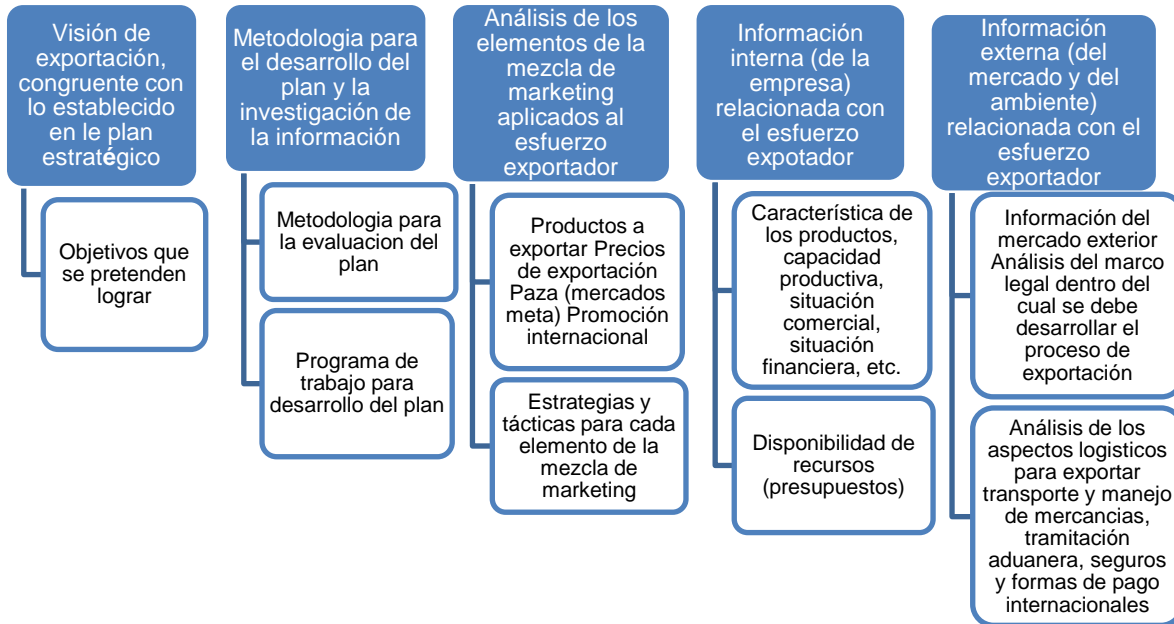 Visión de
exportación,
congruente con
lo establecido
en le plan
estratégico
Objetivos que
se pretenden
lograr
Metodologia para
el desarrollo del
plan y la
investigación de
la información
Metodologia para
la evaluacion del
plan
Programa de
trabajo para
desarrollo del plan
Análisis de los
elementos de la
mezcla de
marketing
aplicados al
esfuerzo
exportador
Productos a
exportar Precios
de exportación
Paza (mercados
meta) Promoción
internacional
Estrategias y
tácticas para cada
elemento de la
mezcla de
marketing
Información
interna (de la
empresa)
relacionada con
el esfuerzo
expotador
Característica de
los productos,
capacidad
productiva,
situación
comercial,
situación
financiera, etc.
Disponibilidad de
recursos
(presupuestos)
Información
externa (del
mercado y del
ambiente)
relacionada con el
esfuerzo
exportador
Información del
mercado exterior
Análisis del marco
legal dentro del
cual se debe
desarrollar el
proceso de
exportación
Análisis de los
aspectos logisticos
para exportar
transporte y manejo
de mercancias,
tramitación
aduanera, seguros
y formas de pago
internacionales